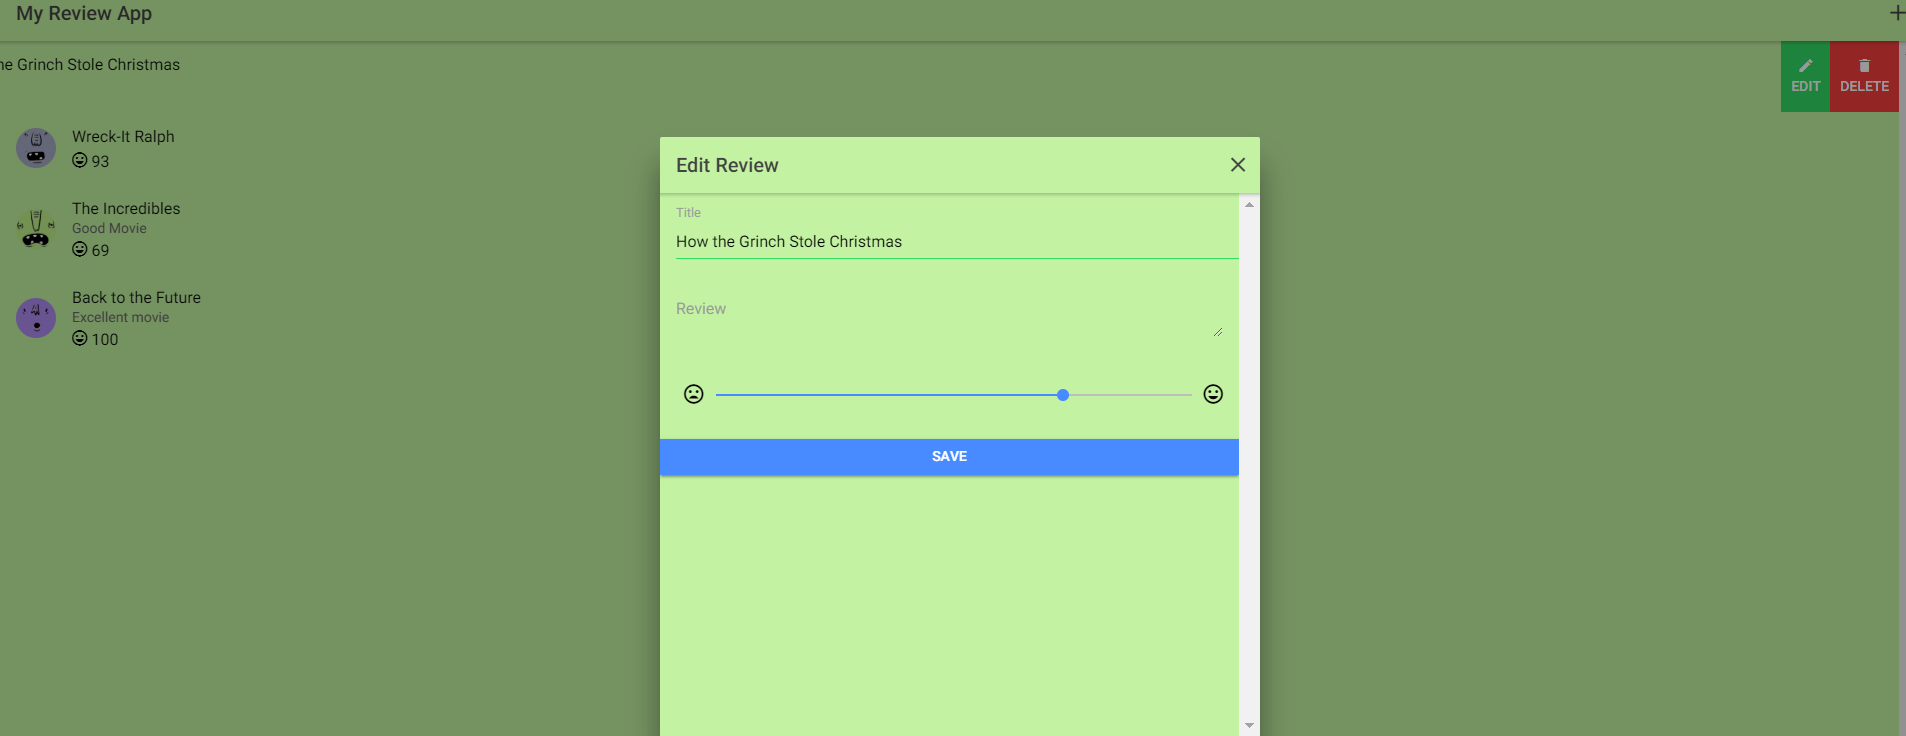 My Review App
he Grinch Stole Christmas
EDIT
DELETE
Wreck-It Ralph
93
The Incredibles
Good Movie
69
Back to the Future
Excellent movie
100
Edit Review
Title
How the Grinch Stole Christmas
Review
SAVE